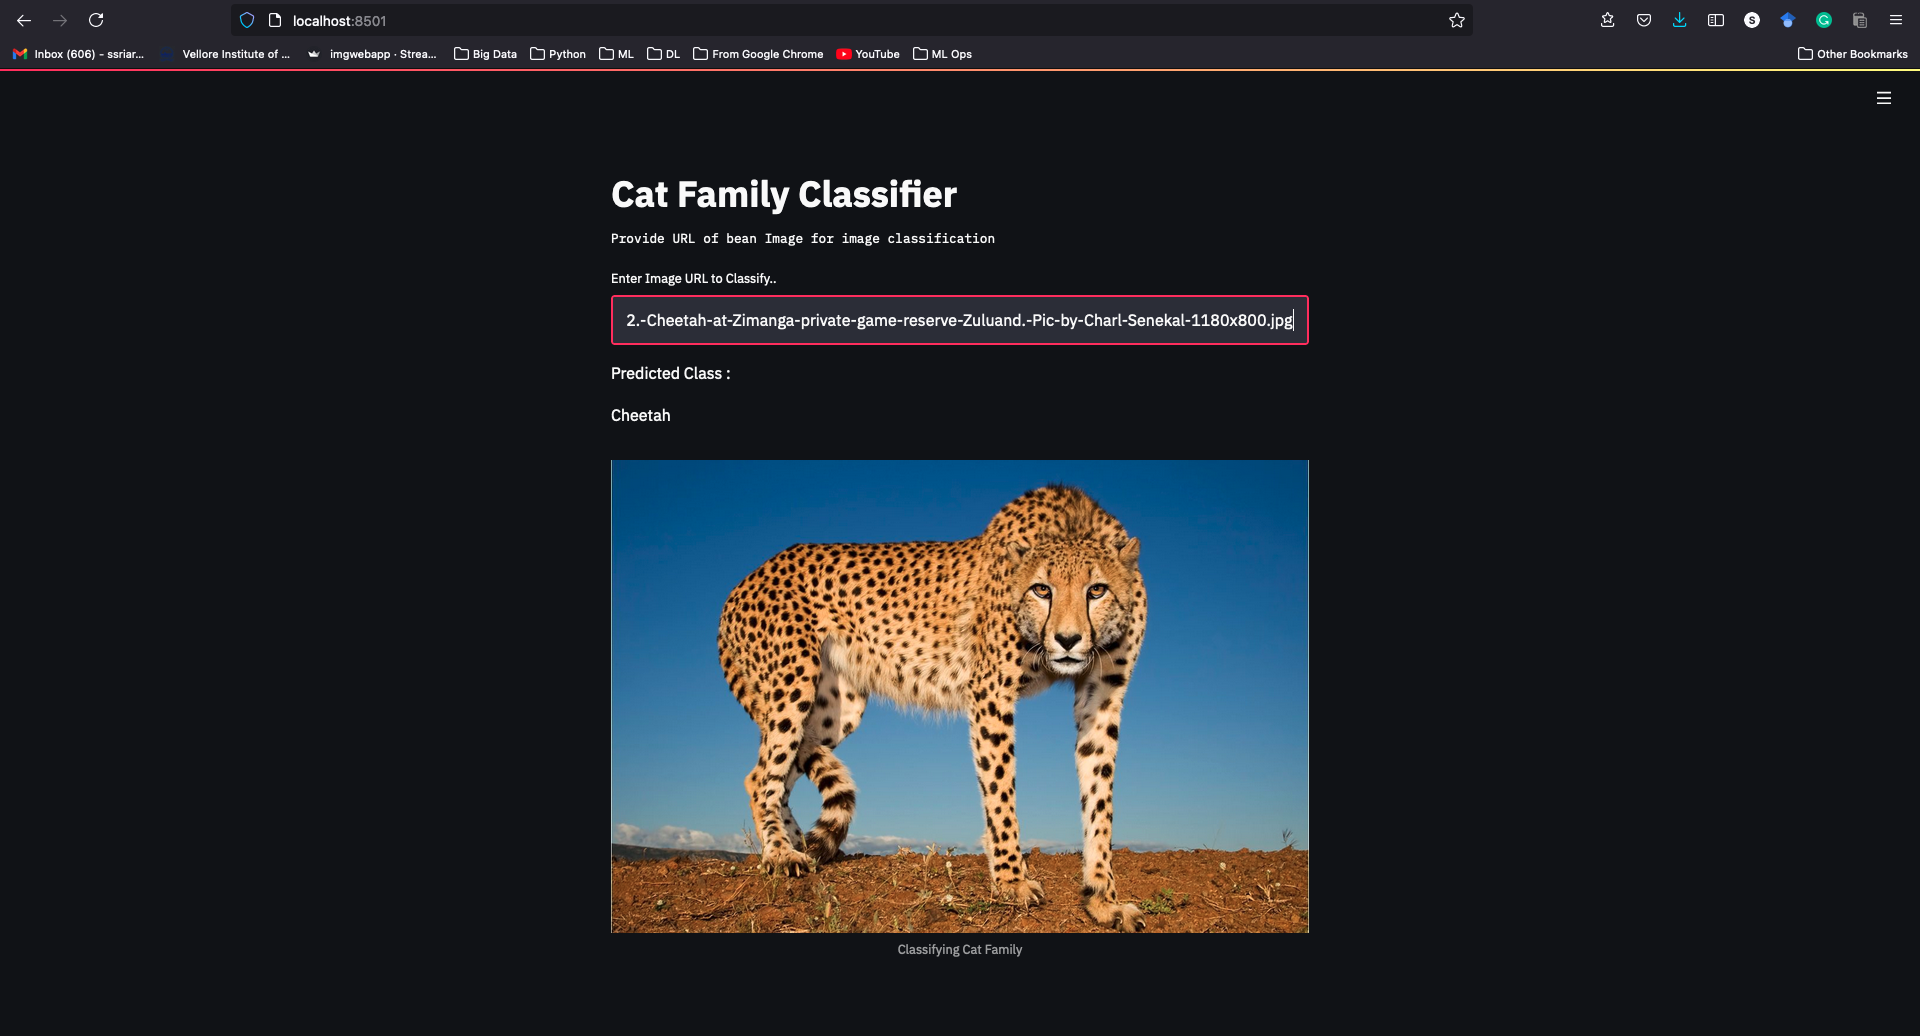 localhost:8501
Inbox (606) - ssriar... Vellore Institute of ... imgwebapp · Strea... Big Data Python ML DL From Google Chrome YouTube ML Ops Other Bookmarks
Cat Family Classifier
Provide URL of bean Image for image classification
Enter Image URL to Classify..
2.-Cheetah-at-Zimanga-private-game-reserve-Zuluand.-Pic-by-Charl-Senekal-1180x800.jpg
Predicted Class :
Cheetah
Classifying Cat Family